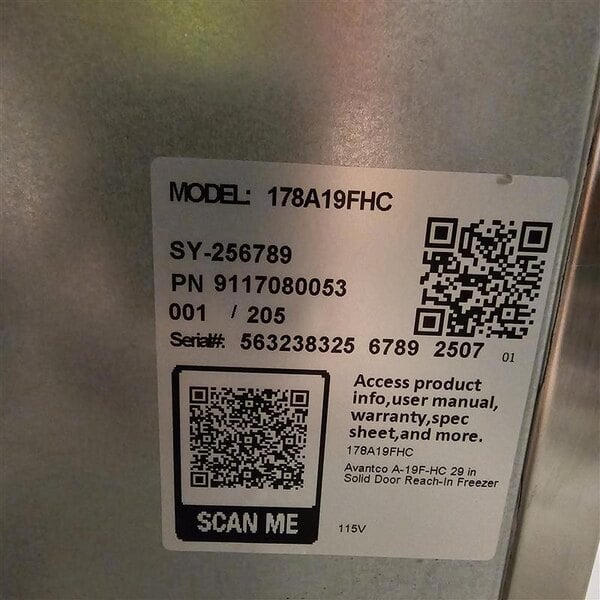 MODEL: 178A19FHC
SY-256789
PN 9117080053
001 / 205
Serial#: 563238325 6789 2507 01
Access product
info,user manual,
warranty,spec
sheet,and more.
178A19FHC
Avantco A-19F-HC 29 in
Solid Door Reach-In Freezer
SCAN ME
115V